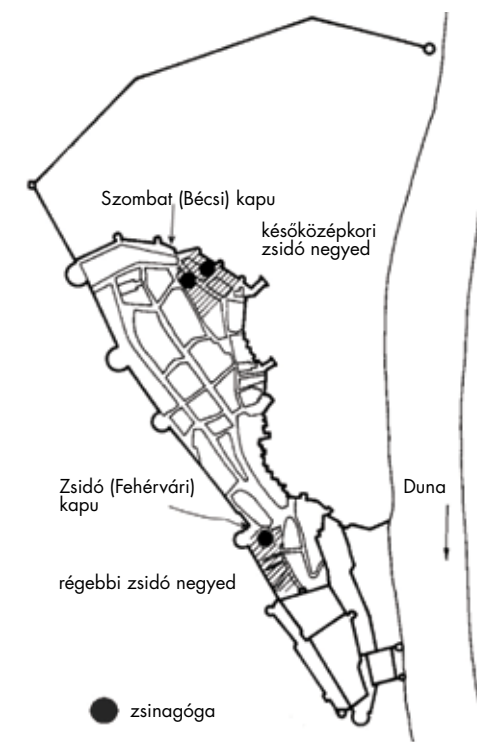 Szombat (Bécsi) kapu
későközépkori
zsidó negyed
Zsidó (Fehérvári)
kapu
Duna
régebbi zsidó negyed
zsinagóga